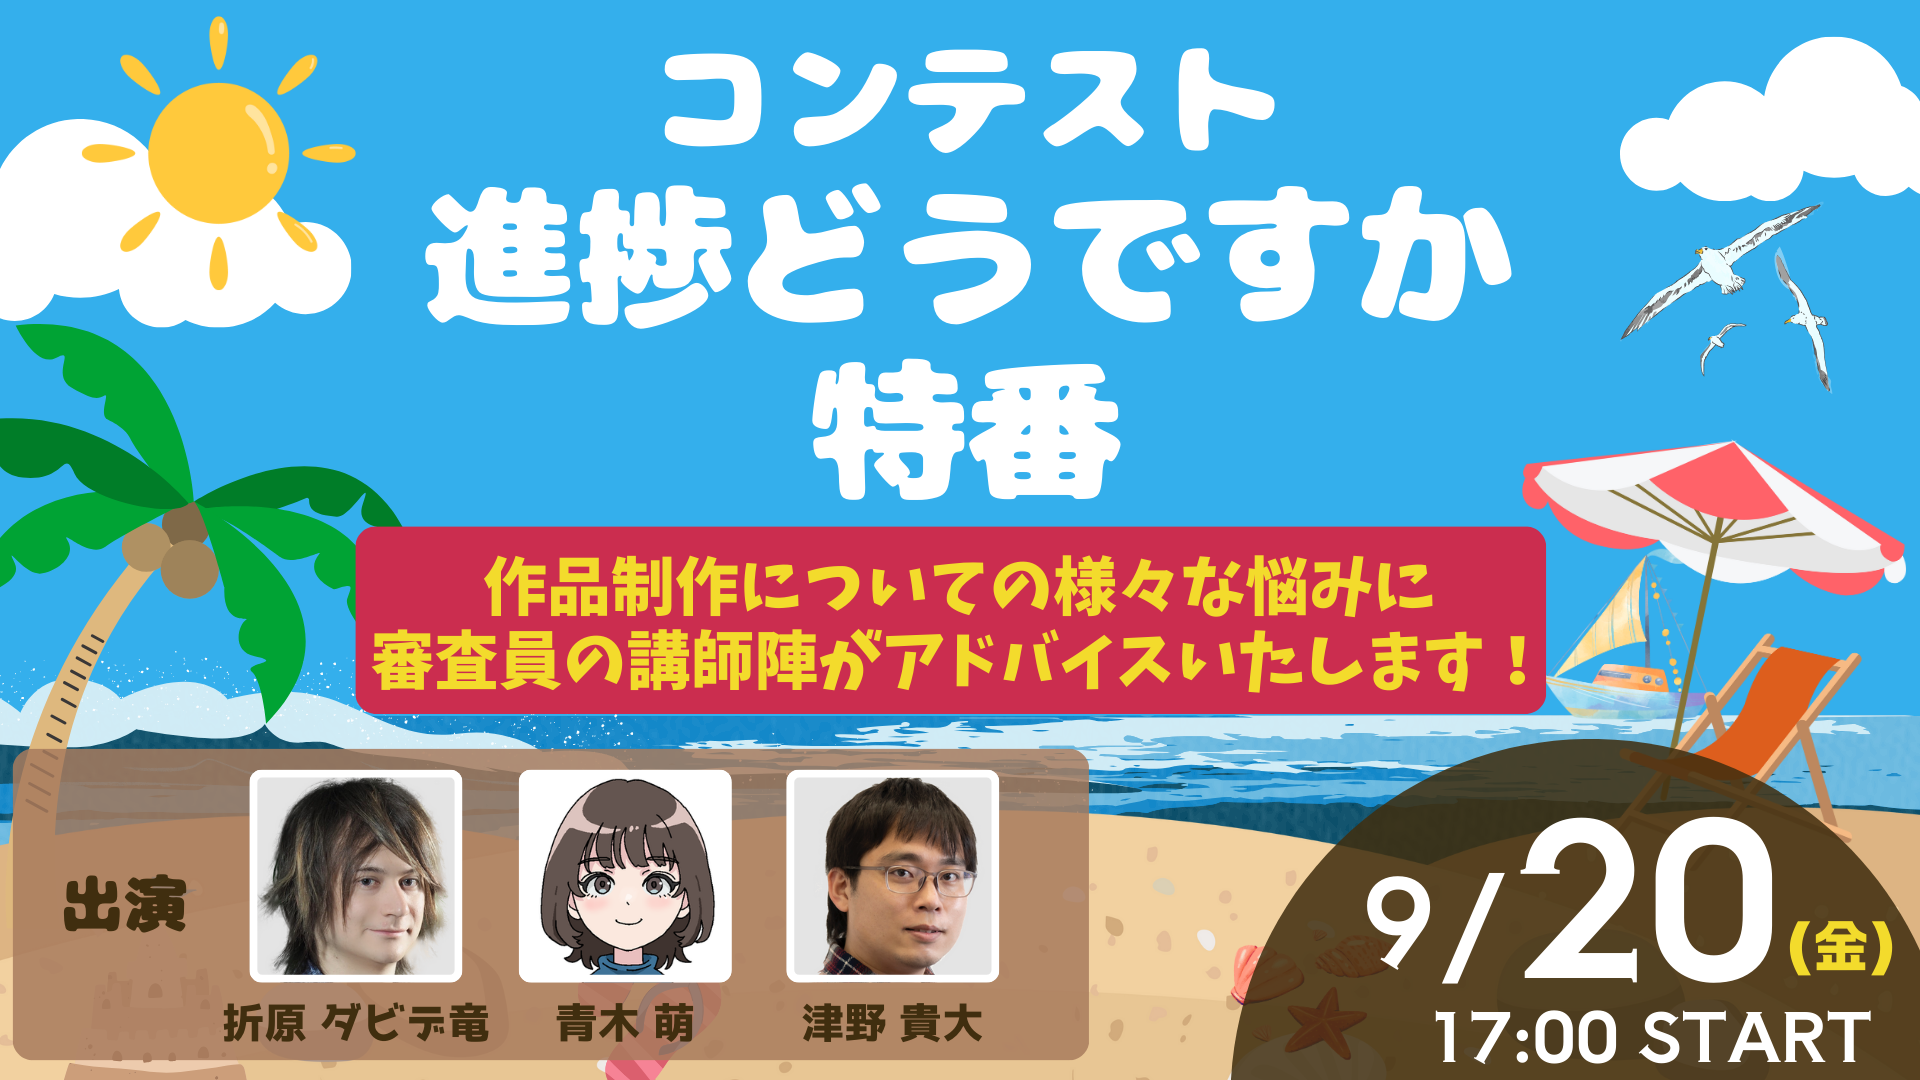 コンテスト
進捗どうですか
特番
作品制作についての様々な悩みに
審査員の講師陣がアドバイスいたします！
出演
折原 ダビデ竜
青木 萌
津野 貴大
9/20(金)
17:00 START